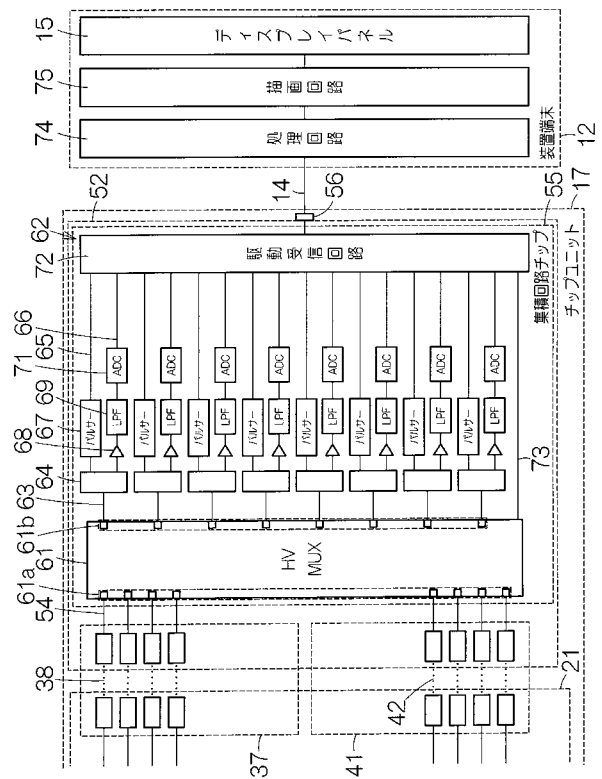 15
ディスプレイパネル
75
描画回路
74
処理回路
装置端末
12
14
56
52
55
17
62
72
駆動受信回路
集積回路チップ
チップユニット
66
65
71
ADC
ADC
ADC
ADC
ADC
ADC
ADC
ADC
69
67
68
パルサー
LPF
パルサー
LPF
パルサー
LPF
パルサー
LPF
パルサー
LPF
パルサー
LPF
パルサー
LPF
パルサー
LPF
64
63
73
61b
61
61a
HV
MUX
54
38
42
21
37
41